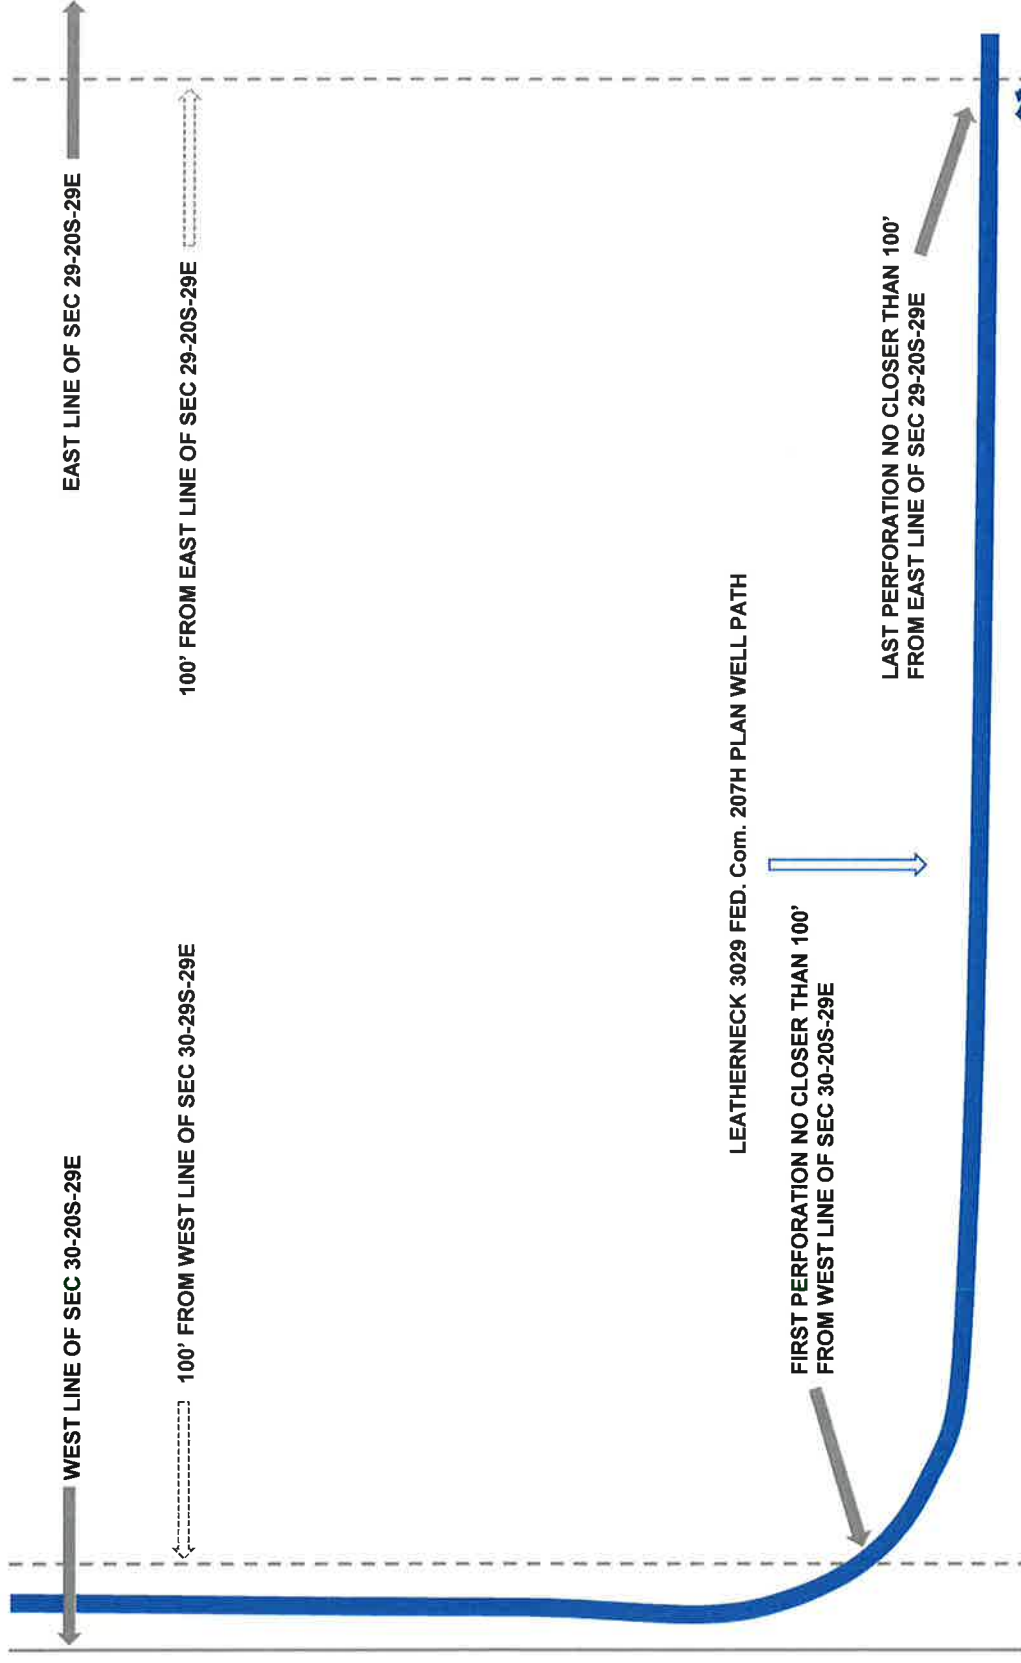 WEST LINE OF SEC 30-20S-29E
EAST LINE OF SEC 29-20S-29E
100' FROM WEST LINE OF SEC 30-29S-29E
100' FROM EAST LINE OF SEC 29-20S-29E
LEATHERNECK 3029 FED. Com. 207H PLAN WELL PATH
FIRST PERFORATION NO CLOSER THAN 100'
FROM WEST LINE OF SEC 30-20S-29E
LAST PERFORATION NO CLOSER THAN 100'
FROM EAST LINE OF SEC 29-20S-29E